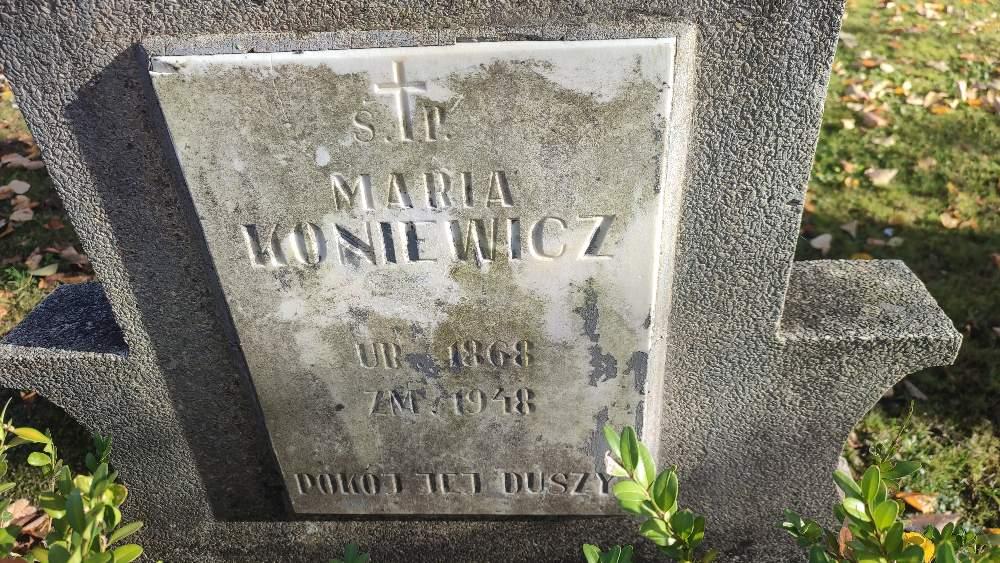 Ś. P.
MARIA
KONIEWICZ
UR. 1868
ZM. 1948
POKÓJ JEJ DUSZY